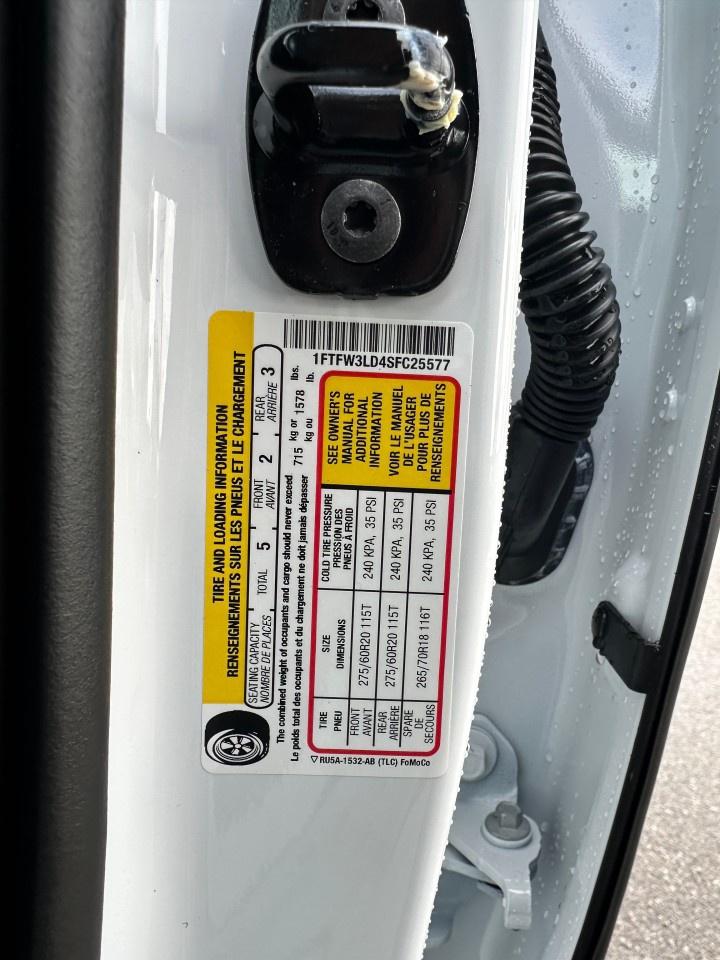 TIRE AND LOADING INFORMATION
RENSEIGNEMENTS SUR LES PNEUS ET LE CHARGEMENT
SEATING CAPACITY TOTAL 5 FRONT 2 REAR 3
NOMBRE DE PLACES AVANT ARRIÈRE
The combined weight of occupants and cargo should never exceed 715 kg or 1578 lbs.
Le poids total des occupants et du chargement ne doit jamais dépasser kg ou lb.
1FTFW3LD4SFC25577
TIRE SIZE COLD TIRE PRESSURE
PNEU DIMENSIONS PRESSION DES PNEUS À FROID
FRONT 275/60R20 115T 240 KPA, 35 PSI
AVANT
REAR 275/60R20 115T 240 KPA, 35 PSI
ARRIÈRE
SPARE 265/70R18 116T 240 KPA, 35 PSI
DE
SECOURS
SEE OWNER'S
MANUAL FOR
ADDITIONAL
INFORMATION
VOIR LE MANUEL
DE L'USAGER
POUR PLUS DE
RENSEIGNEMENTS
RU5A-1532-AB (TLC) FoMoCo